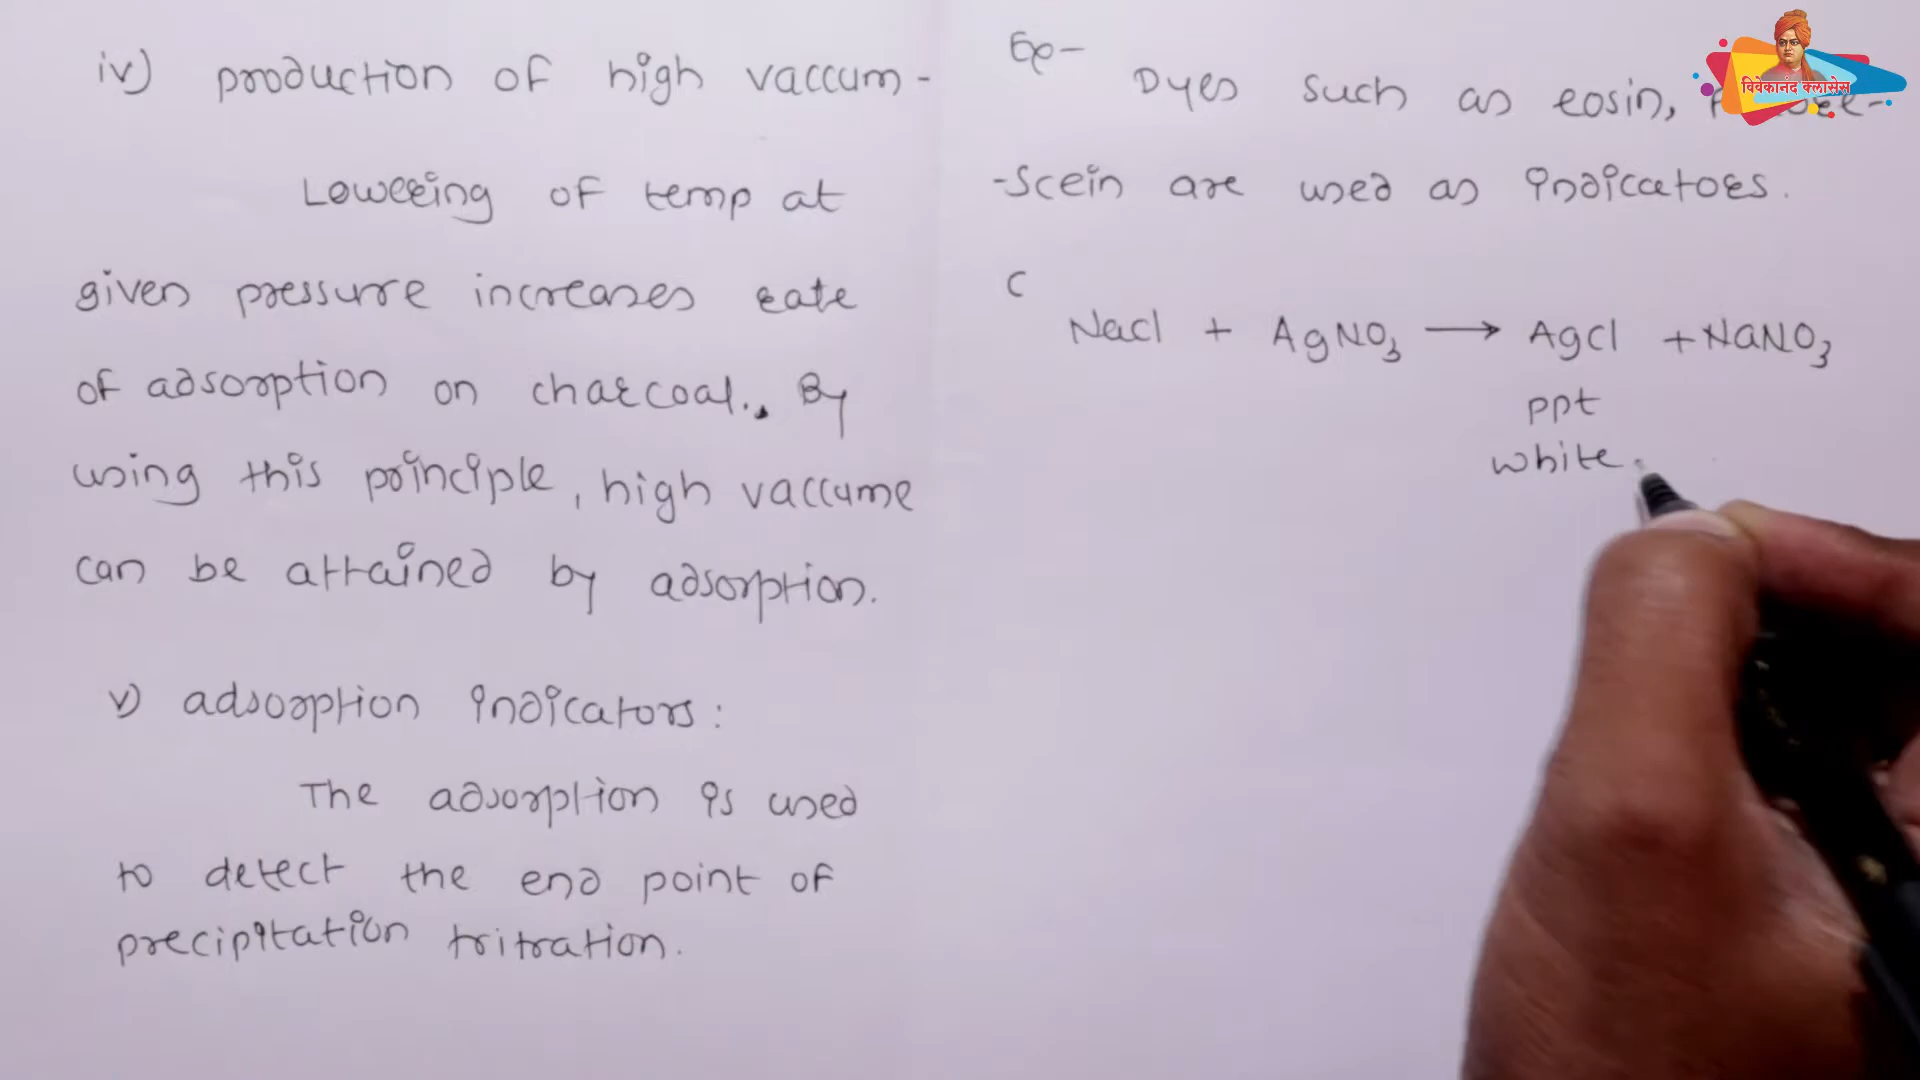 iv) production of high vaccum -
Lowering of temp at
given pressure increases rate
of adsorption on charcoal. By
using this principle, high vaccume
can be attained by adsorption.
v) adsorption indicators:
The adsorption is used
to detect the end point of
precipitation tritration.
Ex-
Dyes such as eosin,
-scein are used as indicators.
C
Nacl + AgNO3 → AgCl + NaNO3
ppt
white
विवेकानंद क्लासेस